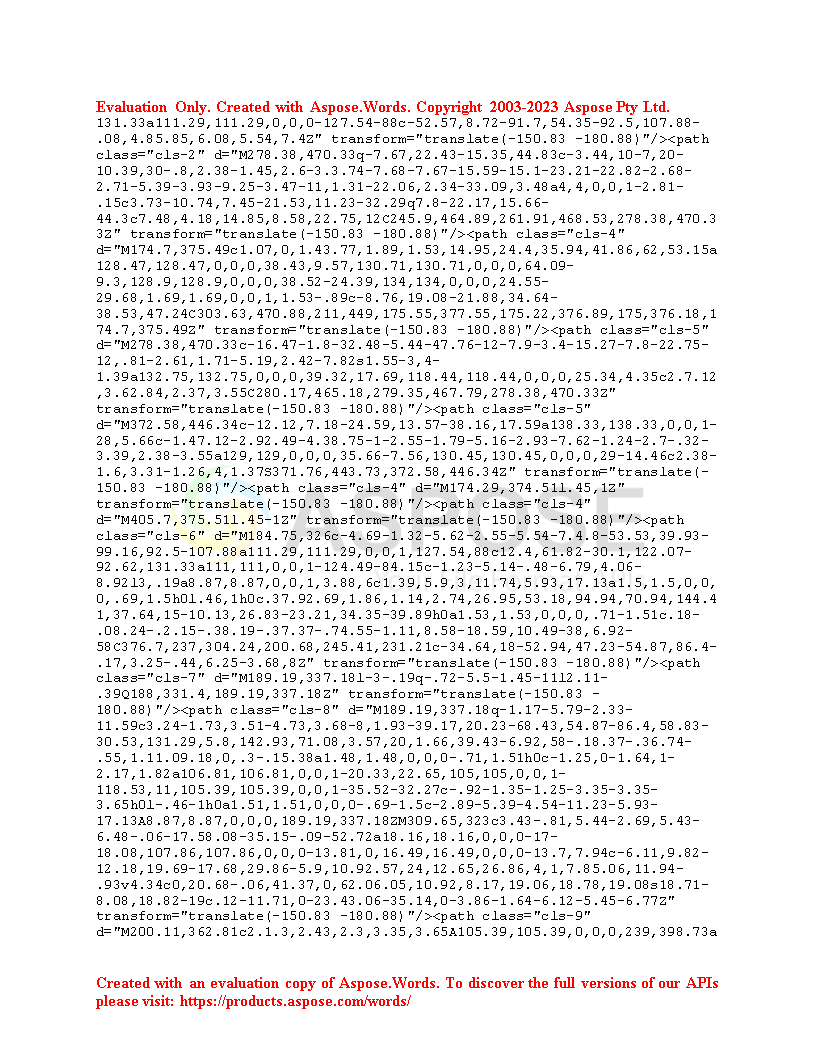 Evaluation Only. Created with Aspose.Words. Copyright 2003-2023 Aspose Pty Ltd.
131.33a111.29,111.29,0,0,0-127.54-88c-52.57,8.72-91.7,54.35-92.5,107.88-
.08,4.85.85,6.08,5.54,7.42Z" transform="translate(-150.83 -180.88)"/><path
class="cls-2" d="M278.38,470.33q-7.67,22.43-15.35,44.83c-3.44,10-7,20-
10.39,30-.8,2.38-1.45,2.6-3.3.74-7.68-7.67-15.59-15.1-23.21-22.82-2.68-
2.71-5.39-3.93-9.25-3.47-11,1.31-22.06,2.34-33.09,3.48a4,4,0,0,1-2.81-
.15c3.73-10.74,7.45-21.53,11.23-32.29q7.8-22.17,15.66-
44.3c7.48,4.18,14.85,8.58,22.75,12C245.9,464.89,261.91,468.53,278.38,470.3
3Z" transform="translate(-150.83 -180.88)"/><path class="cls-4"
d="M174.7,375.49c1.07,0,1.43.77,1.89,1.53,14.95,24.4,35.94,41.86,62,53.15a
128.47,128.47,0,0,0,38.43,9.57,130.71,130.71,0,0,0,64.09-
9.3,128.9,128.9,0,0,0,38.52-24.39,134,134,0,0,0,24.55-
29.68,1.69,1.69,0,0,1,1.53-.89c-8.76,19.08-21.88,34.64-
38.53,47.24C303.63,470.88,211,449,175.55,377.55,175.22,376.89,175,376.18,1
74.7,375.49Z" transform="translate(-150.83 -180.88)"/><path class="cls-5"
d="M278.38,470.33c-16.47-1.8-32.48-5.44-47.76-12-7.9-3.4-15.27-7.8-22.75-
12,.81-2.61,1.71-5.19,2.42-7.82s1.55-3,4-
1.39a132.75,132.75,0,0,0,39.32,17.69,118.44,118.44,0,0,0,25.34,4.35c2.7.12
,3.62.84,2.37,3.55C280.17,465.18,279.35,467.79,278.38,470.33Z"
transform="translate(-150.83 -180.88)"/><path class="cls-5"
d="M372.58,446.34c-12.12,7.18-24.59,13.57-38.16,17.59a138.33,138.33,0,0,1-
28,5.66c-1.47.12-2.92.49-4.38.75-1-2.55-1.79-5.16-2.93-7.62-1.24-2.7-.32-
3.39,2.38-3.55a129,129,0,0,0,35.66-7.56,130.45,130.45,0,0,0,29-14.46c2.38-
1.6,3.31-1.26,4,1.37S371.76,443.73,372.58,446.34Z" transform="translate(-
150.83 -180.88)"/><path class="cls-4" d="M174.29,374.51l.45,1Z"
transform="translate(-150.83 -180.88)"/><path class="cls-4"
d="M405.7,375.51l.45-1Z" transform="translate(-150.83 -180.88)"/><path
class="cls-6" d="M184.75,326c-4.69-1.32-5.62-2.55-5.54-7.4.8-53.53,39.93-
99.16,92.5-107.88a111.29,111.29,0,0,1,127.54,88c12.4,61.82-30.1,122.07-
92.62,131.33a111,111,0,0,1-124.49-84.15c-1.23-5.14-.48-6.79,4.06-
8.92l3,.19a8.87,8.87,0,0,1,3.88,6c1.39,5.9,3,11.74,5.93,17.13a1.5,1.5,0,0,
0,.69,1.5h0l.46,1h0c.37.92.69,1.86,1.14,2.74,26.95,53.18,94.94,70.94,144.4
1,37.64,15-10.13,26.83-23.21,34.35-39.89h0a1.53,1.53,0,0,0,.71-1.51c.18-
.08.24-.2.15-.38.19-.37.37-.74.55-1.11,8.58-18.59,10.49-38,6.92-
58C376.7,237,304.24,200.68,245.41,231.21c-34.64,18-52.94,47.23-54.87,86.4-
.17,3.25-.44,6.25-3.68,8Z" transform="translate(-150.83 -180.88)"/><path
class="cls-7" d="M189.19,337.18l-3-.19q-.72-5.5-1.45-11l2.11-
.39Q188,331.4,189.19,337.18Z" transform="translate(-150.83 -
180.88)"/><path class="cls-8" d="M189.19,337.18q-1.17-5.79-2.33-
11.59c3.24-1.73,3.51-4.73,3.68-8,1.93-39.17,20.23-68.43,54.87-86.4,58.83-
30.53,131.29,5.8,142.93,71.08,3.57,20,1.66,39.43-6.92,58-.18.37-.36.74-
.55,1.11.09.18,0,.3-.15.38a1.48,1.48,0,0,0-.71,1.51h0c-1.25,0-1.64,1-
2.17,1.82a106.81,106.81,0,0,1-20.33,22.65,105,105,0,0,1-
118.53,11,105.39,105.39,0,0,1-35.52-32.27c-.92-1.35-1.25-3.35-3.35-
3.65h0l-.46-1h0a1.51,1.51,0,0,0-.69-1.5c-2.89-5.39-4.54-11.23-5.93-
17.13A8.87,8.87,0,0,0,189.19,337.18ZM309.65,323c3.43-.81,5.44-2.69,5.43-
6.48-.06-17.58.08-35.15-.09-52.72a18.16,18.16,0,0,0-17-
18.08,107.86,107.86,0,0,0-13.81,0,16.49,16.49,0,0,0-13.7,7.94c-6.11,9.82-
12.18,19.69-17.68,29.86-5.9,10.92.57,24,12.65,26.86,4,1,7.85.06,11.94-
.93v4.34c0,20.68-.06,41.37,0,62.06.05,10.92,8.17,19.06,18.78,19.08s18.71-
8.08,18.82-19c.12-11.71,0-23.43.06-35.14,0-3.86-1.64-6.12-5.45-6.77Z"
transform="translate(-150.83 -180.88)"/><path class="cls-9"
d="M200.11,362.81c2.1.3,2.43,2.3,3.35,3.65A105.39,105.39,0,0,0,239,398.73a
ASPOSE
Created with an evaluation copy of Aspose.Words. To discover the full versions of our APIs
please visit: https://products.aspose.com/words/